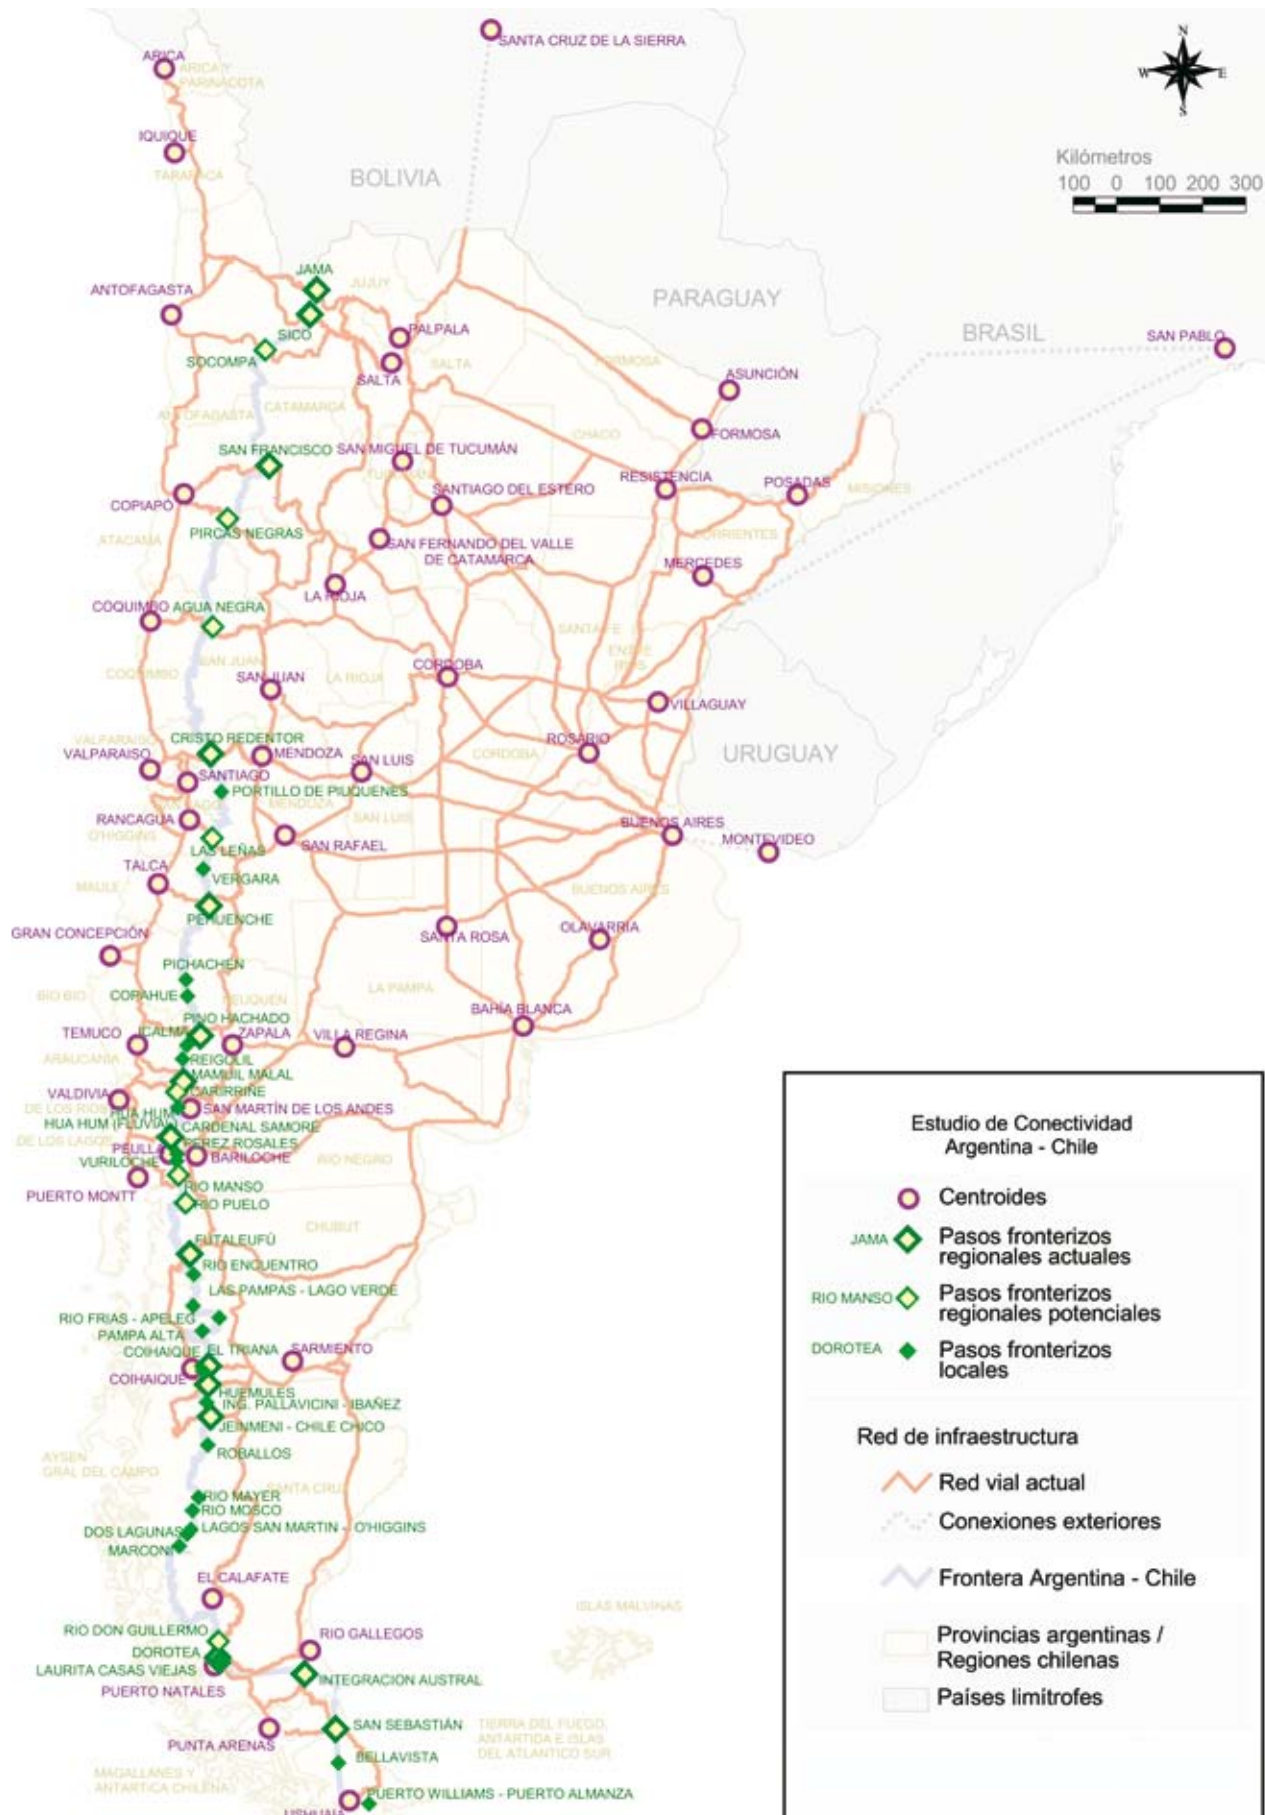 SANTA CRUZ DE LA SIERRA
N
W
E
S
ARICA
ARICA Y
PARINACOTA
IQUIQUE
TARAPACÁ
BOLIVIA
Kilómetros
100 0 100 200 300
JAMA
JUJUY
ANTOFAGASTA
PARAGUAY
BRASIL
SAN PABLO
SICO
PALPALA
SOCOMPA
SALTA
SALTA
FORMOSA
ASUNCIÓN
ANTOFAGASTA
CATAMARCA
CHACO
FORMOSA
SAN FRANCISCO
SAN MIGUEL DE TUCUMÁN
RESISTENCIA
POSADAS
MISIONES
SANTIAGO DEL ESTERO
COPIAPÓ
PIRCAS NEGRAS
ATACAMA
SAN FERNANDO DEL VALLE
DE CATAMARCA
CORRIENTES
MERCEDES
LA RIOJA
COQUIMBO
AGUA NEGRA
SANTA FE
ENTRE
RIOS
COQUIMBO
SAN JUAN
SAN JUAN
LA RIOJA
CORDOBA
VILLAGUAY
VALPARAISO
CRISTO REDENTOR
VALPARAISO
MENDOZA
SAN LUIS
CORDOBA
ROSARIO
URUGUAY
SANTIAGO
PORTILLO DE PIUQUENES
MENDOZA
SAN LUIS
RANCAGUA
O'HIGGINS
SAN RAFAEL
BUENOS AIRES
MONTEVIDEO
LAS LEÑAS
TALCA
VERGARA
MAULE
BUENOS AIRES
PEHUENCHE
GRAN CONCEPCIÓN
SANTA ROSA
OLAVARRIA
PICHACHEN
BIO BIO
COPAHUE
NEUQUEN
LA PAMPA
BAHÍA BLANCA
PINO HACHADO
TEMUCO
ICALMA
ZAPALA
VILLA REGINA
ARAUCANIA
REIGOLIL
MAMUIL MALAL
VALDIVIA
CARIRRIÑE
DE LOS RIOS
HUA HUM
SAN MARTÍN DE LOS ANDES
HUA HUM (FLUVIAL)
CARDENAL SAMORE
DE LOS LAGOS
PEULLA
PEREZ ROSALES
VURILOCHE
BARILOCHE
RIO NEGRO
PUERTO MONTT
RIO MANSO
RIO PUELO
CHUBUT
FUTALEUFÚ
RIO ENCUENTRO
LAS PAMPAS - LAGO VERDE
RIO FRIAS - APELEG
PAMPA ALTA
COIHAIQUE
EL TRIANA
SARMIENTO
COIHAIQUE
HUEMULES
ING. PALLAVICINI - IBAÑEZ
JEINMENI - CHILE CHICO
ROBALLOS
AYSEN
GRAL DEL CAMPO
SANTA CRUZ
RIO MAYER
RIO MOSCO
DOS LAGUNAS
LAGOS SAN MARTIN - O'HIGGINS
MARCONI
EL CALAFATE
ISLAS MALVINAS
RIO DON GUILLERMO
RIO GALLEGOS
DOROTEA
LAURITA CASAS VIEJAS
INTEGRACION AUSTRAL
PUERTO NATALES
SAN SEBASTIÁN
TIERRA DEL FUEGO,
ANTARTIDA E ISLAS
DEL ATLANTICO SUR
PUNTA ARENAS
BELLAVISTA
MAGALLANES Y
ANTARTICA CHILENA
PUERTO WILLIAMS - PUERTO ALMANZA
USHUAIA
Estudio de Conectividad
Argentina - Chile
Centroides
JAMA
Pasos fronterizos
regionales actuales
RIO MANSO
Pasos fronterizos
regionales potenciales
DOROTEA
Pasos fronterizos
locales
Red de infraestructura
Red vial actual
Conexiones exteriores
Frontera Argentina - Chile
Provincias argentinas /
Regiones chilenas
Países limitrofes